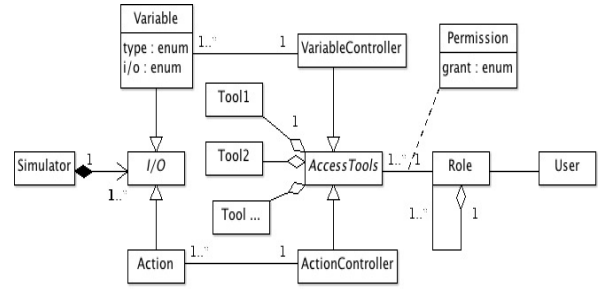 Variable
type : enum
i/o : enum
1..* 1
VariableController
Permission
grant : enum
Tool1
1
Tool2
Simulator
1
I/O
1..*
AccessTools
1..* 1
Role
User
Tool ...
1..* 1
Action
1..* 1
ActionController